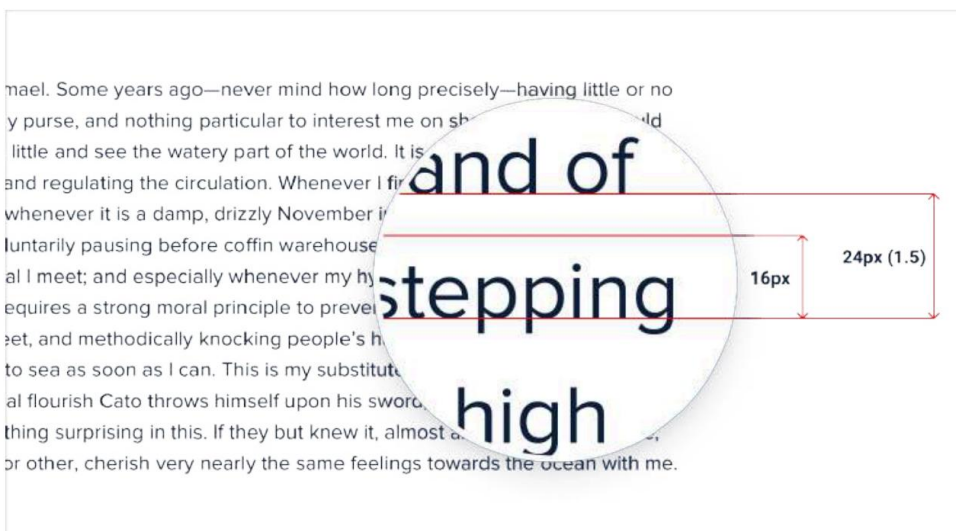 mael. Some years ago—never mind how long precisely—having little or no
y purse, and nothing particular to interest me on
little and see the watery part of the world. It is
and regulating the circulation. Whenever I
whenever it is a damp, drizzly November
luntarily pausing before coffin warehouse
al I meet; and especially whenever my hy
equires a strong moral principle to preve
eet, and methodically knocking people's
to sea as soon as I can. This is my substitute
al flourish Cato throws himself upon his sword
thing surprising in this. If they but knew it, almost
or other, cherish very nearly the same feelings towards the ocean with me.
and of
stepping
high
16px
24px (1.5)